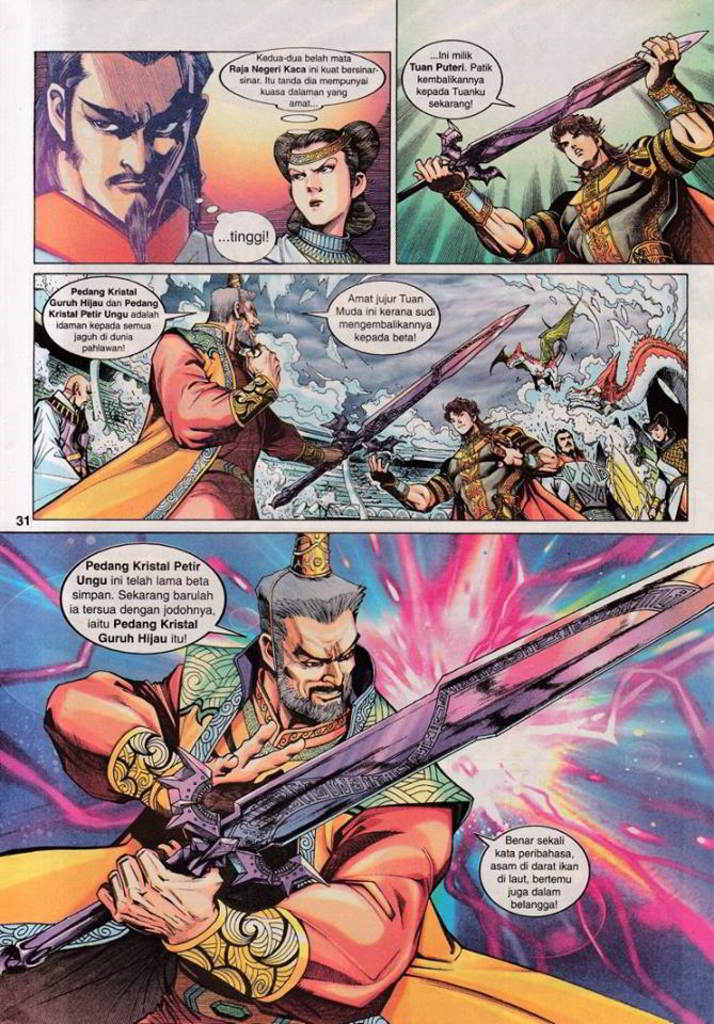 Kedua-dua belah mata
Raja Negeri Kaca ini kuat bersinar-
sinar. Itu tanda dia mempunyai
kuasa dalaman yang
amat...
...tinggi!
...Ini milik
Tuan Puteri. Patik
kembalikannya
kepada Tuanku
sekarang!
Pedang Kristal
Guruh Hijau dan Pedang
Kristal Petir Ungu adalah
idaman kepada semua
jaguh di dunia
pahlawan!
Amat jujur Tuan
Muda ini kerana sudi
mengembalikannya
kepada beta!
31
Pedang Kristal Petir
Ungu ini telah lama beta
simpan. Sekarang barulah
ia tersua dengan jodohnya,
iaitu Pedang Kristal
Guruh Hijau itu!
Benar sekali
kata peribahasa,
asam di darat ikan
di laut, bertemu
juga dalam
belangga!